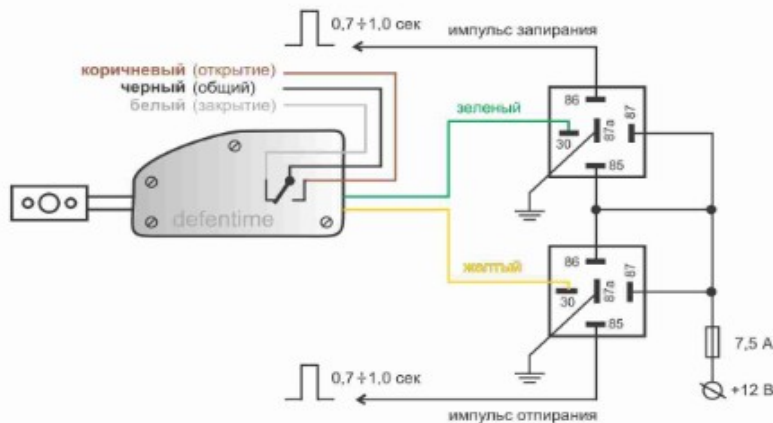 0,7÷1,0 сек
импульс запирания
коричневый (открытие)
черный (общий)
белый (закрытие)
зеленый
86
87
30
87a
85
defentime
желтый
86
87
30
87a
85
7,5 А
+12 В
0,7÷1,0 сек
импульс отпирания